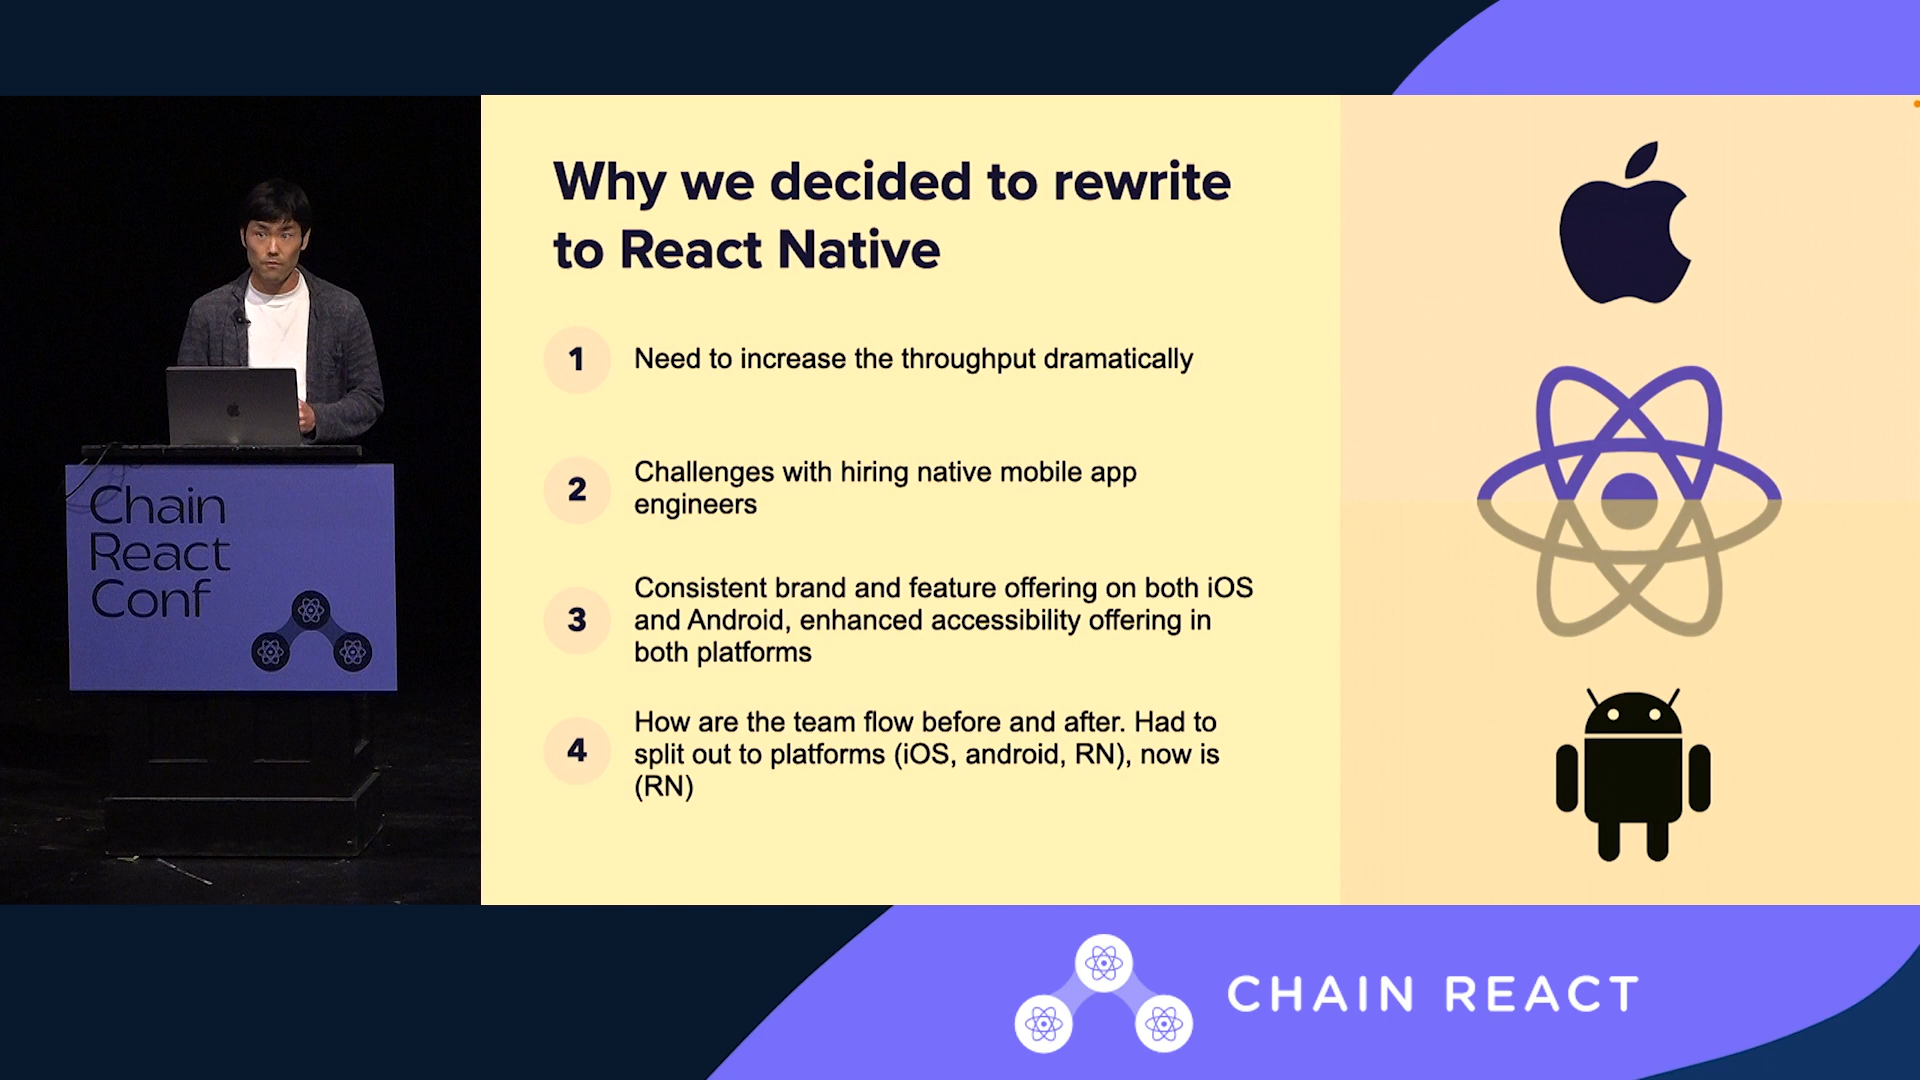 Why we decided to rewrite
to React Native
1
Need to increase the throughput dramatically
2
Challenges with hiring native mobile app
engineers
3
Consistent brand and feature offering on both iOS
and Android, enhanced accessibility offering in
both platforms
4
How are the team flow before and after. Had to
split out to platforms (iOS, android, RN), now is
(RN)
Chain
React
Conf
CHAIN REACT